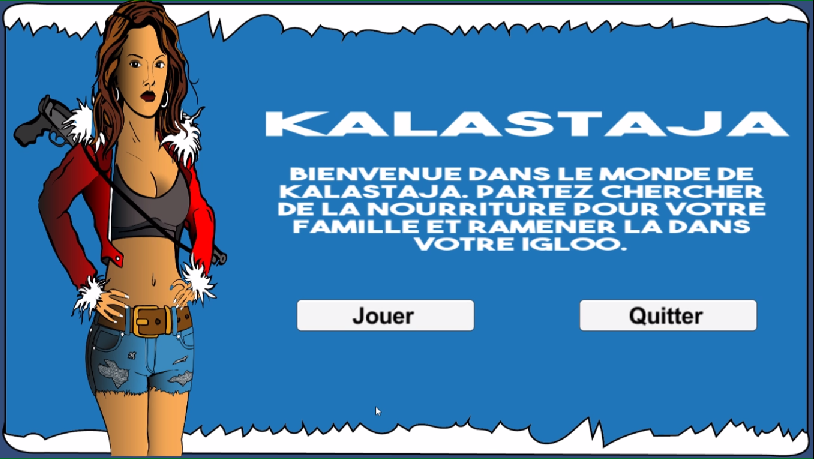 KALASTAJA
BIENVENUE DANS LE MONDE DE
KALASTAJA. PARTEZ CHERCHER
DE LA NOURRITURE POUR VOTRE
FAMILLE ET RAMENER LA DANS
VOTRE IGLOO.
Jouer
Quitter